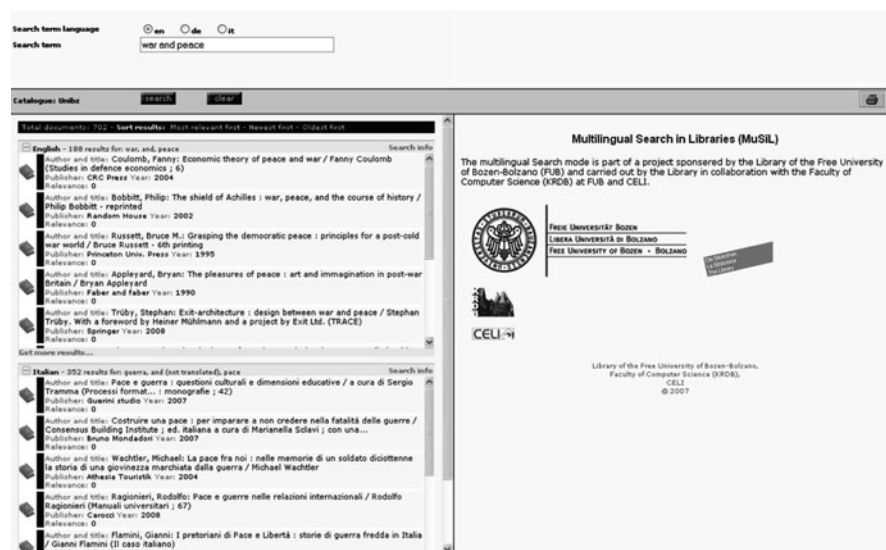 Search term language en de it
Search term war and peace
Catalogue: Unibz search clear
Total documents: 702 - Sort results: Most relevant first - Newest first - Oldest first
English - 188 results for: war, and, peace Search info
Author and title: Coulomb, Fanny: Economic theory of peace and war / Fanny Coulomb
(Studies in defence economics ; 6)
Publisher: CRC Press Year: 2004
Relevance: 0
Author and title: Bobbitt, Philip: The shield of Achilles : war, peace, and the course of history /
Philip Bobbitt - reprinted
Publisher: Random House Year: 2002
Relevance: 0
Author and title: Russett, Bruce M.: Grasping the democratic peace : principles for a post-cold
war world / Bruce Russett - 6th printing
Publisher: Princeton Univ. Press Year: 1995
Relevance: 0
Author and title: Appleyard, Bryan: The pleasures of peace : art and immagination in post-war
Britain / Bryan Appleyard
Publisher: Faber and faber Year: 1990
Relevance: 0
Author and title: Trüby, Stephan: Exit-architecture : design between war and peace / Stephan
Trüby. With a foreword by Heiner Mühlmann and a project by Exit Ltd. (TRACE)
Publisher: Springer Year: 2008
Relevance: 0
Get more results...
Italian - 352 results for: guerra, and (not translated), pace Search info
Author and title: Pace e guerra : questioni culturali e dimensioni educative / a cura di Sergio
Tramma (Processi format... : monografie ; 42)
Publisher: Guerini studio Year: 2007
Relevance: 0
Author and title: Costruire una pace : per imparare a non credere nella fatalità delle guerre /
Consensus Building Institute ; ed. italiana a cura di Marianella Sclavi ; con una...
Publisher: Bruno Mondadori Year: 2007
Relevance: 0
Author and title: Wachtler, Michael: La pace fra noi : nelle memorie di un soldato diciottenne
la storia di una giovinezza marchiata dalla guerra / Michael Wachtler
Publisher: Athesia Touristik Year: 2004
Relevance: 0
Author and title: Ragionieri, Rodolfo: Pace e guerre nelle relazioni internazionali / Rodolfo
Ragionieri (Manuali universitari ; 67)
Publisher: Carocci Year: 2008
Relevance: 0
Author and title: Flamini, Gianni: I pretoriani di Pace e Libertà : storie di guerra fredda in Italia
/ Gianni Flamini (Il caso italiano)
Multilingual Search in Libraries (MuSiL)
The multilingual Search mode is part of a project sponsered by the Library of the Free University
of Bozen-Bolzano (FUB) and carried out by the Library in collaboration with the Faculty of
Computer Science (KRDB) at FUB and CELI.
FREIE UNIVERSITÄT BOZEN
LIBERA UNIVERSITÀ DI BOLZANO
FREE UNIVERSITY OF BOZEN - BOLZANO
Die Bibliothek
La Biblioteca
The Library
CELI
Library of the Free University of Bozen-Bolzano,
Faculty of Computer Science (KRDB),
CELI
© 2007